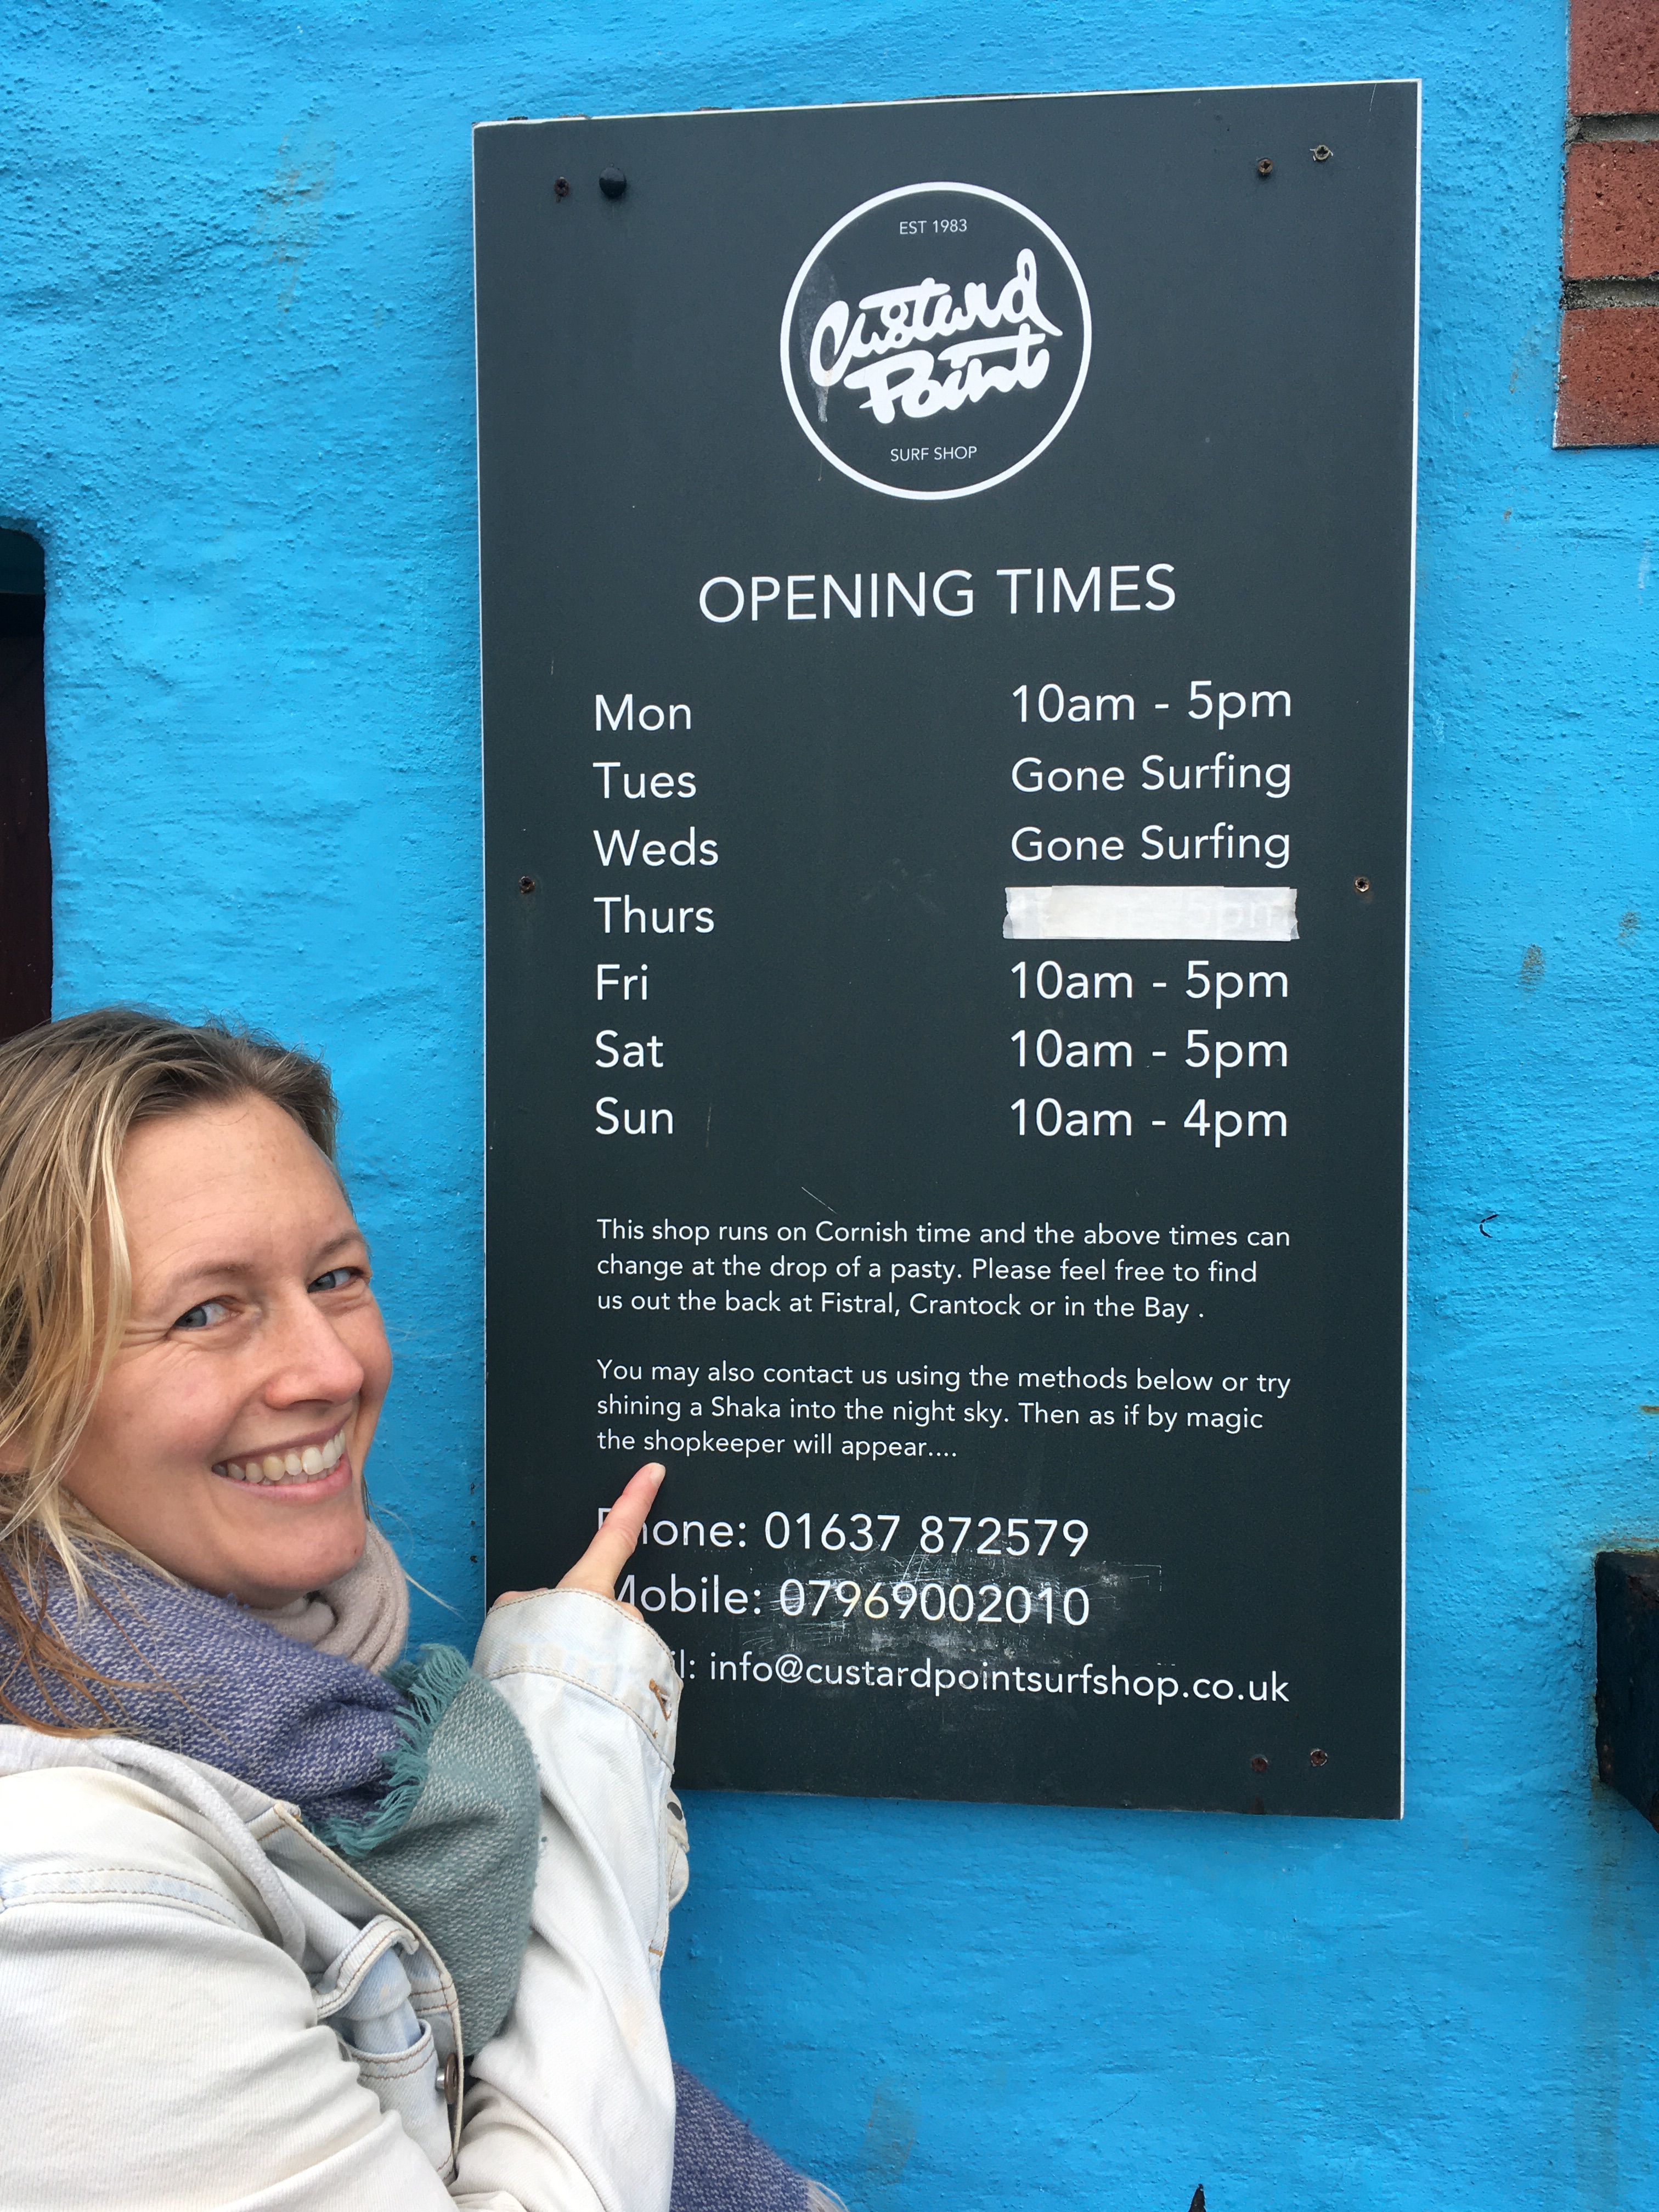 EST 1983
Custard
Point
SURF SHOP
OPENING TIMES
Mon 10am - 5pm
Tues Gone Surfing
Weds Gone Surfing
Thurs
Fri 10am - 5pm
Sat 10am - 5pm
Sun 10am - 4pm
This shop runs on Cornish time and the above times can
change at the drop of a pasty. Please feel free to find
us out the back at Fistral, Crantock or in the Bay .
You may also contact us using the methods below or try
shining a Shaka into the night sky. Then as if by magic
the shopkeeper will appear....
Phone: 01637 872579
Mobile: 07969002010
info@custardpointsurfshop.co.uk